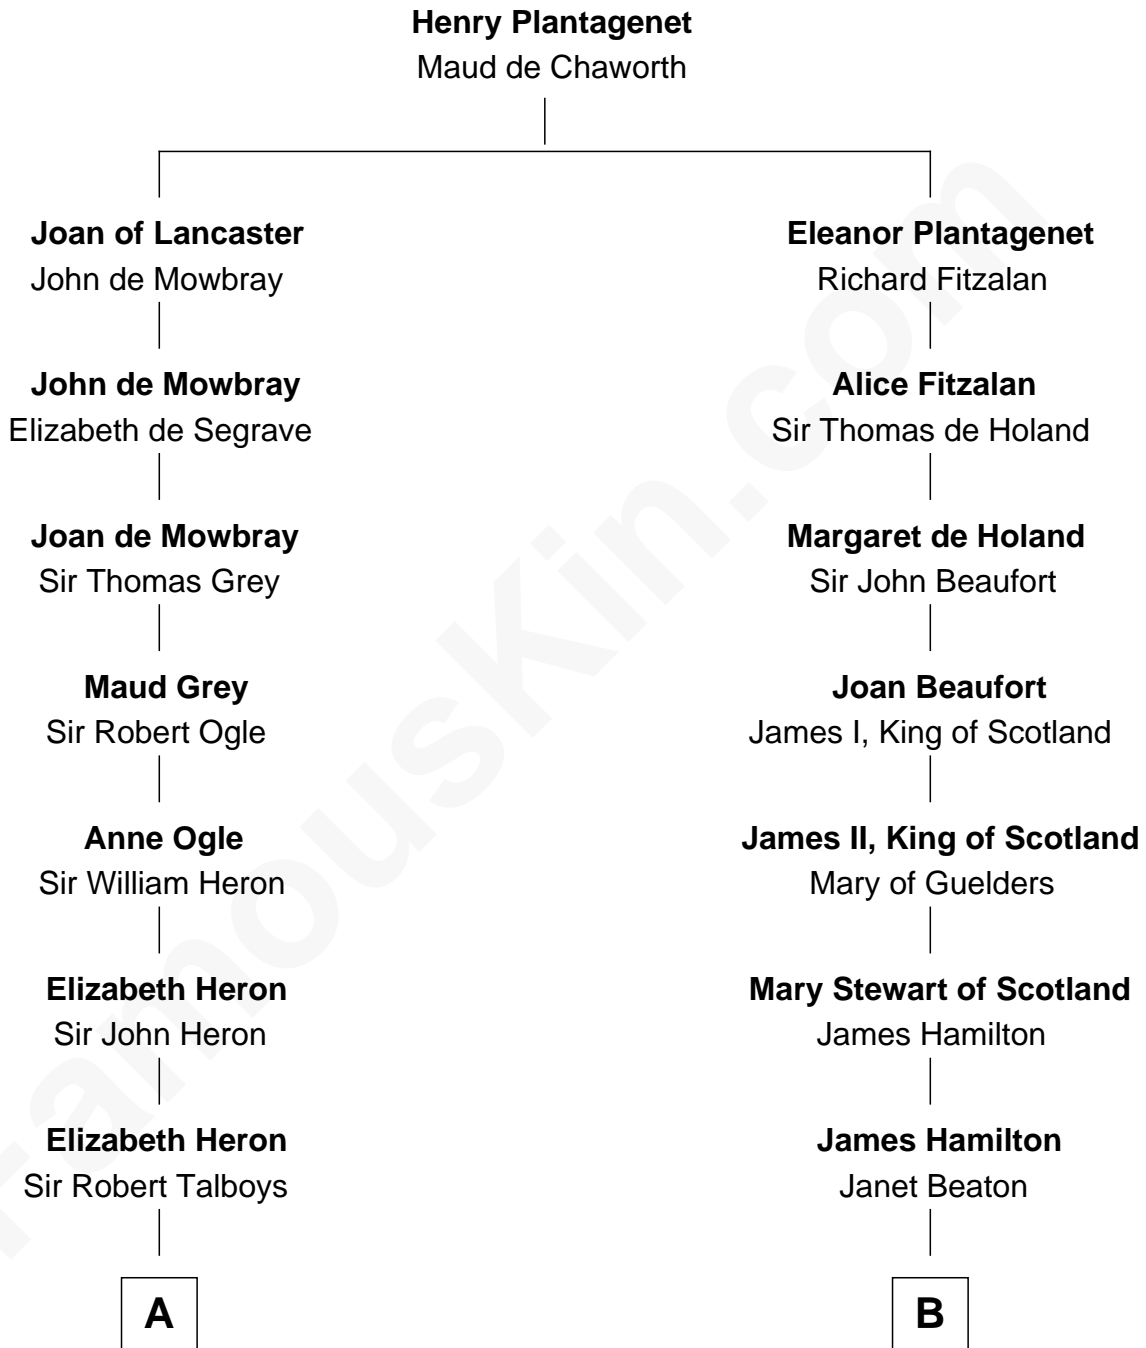 Henry Plantagenet
Maud de Chaworth
Joan of Lancaster
John de Mowbray
Eleanor Plantagenet
Richard Fitzalan
John de Mowbray
Elizabeth de Segrave
Alice Fitzalan
Sir Thomas de Holand
Joan de Mowbray
Sir Thomas Grey
Margaret de Holand
Sir John Beaufort
Maud Grey
Sir Robert Ogle
Joan Beaufort
James I, King of Scotland
Anne Ogle
Sir William Heron
James II, King of Scotland
Mary of Guelders
Elizabeth Heron
Sir John Heron
Mary Stewart of Scotland
James Hamilton
Elizabeth Heron
Sir Robert Talboys
James Hamilton
Janet Beaton
A
B
FamousKin.com